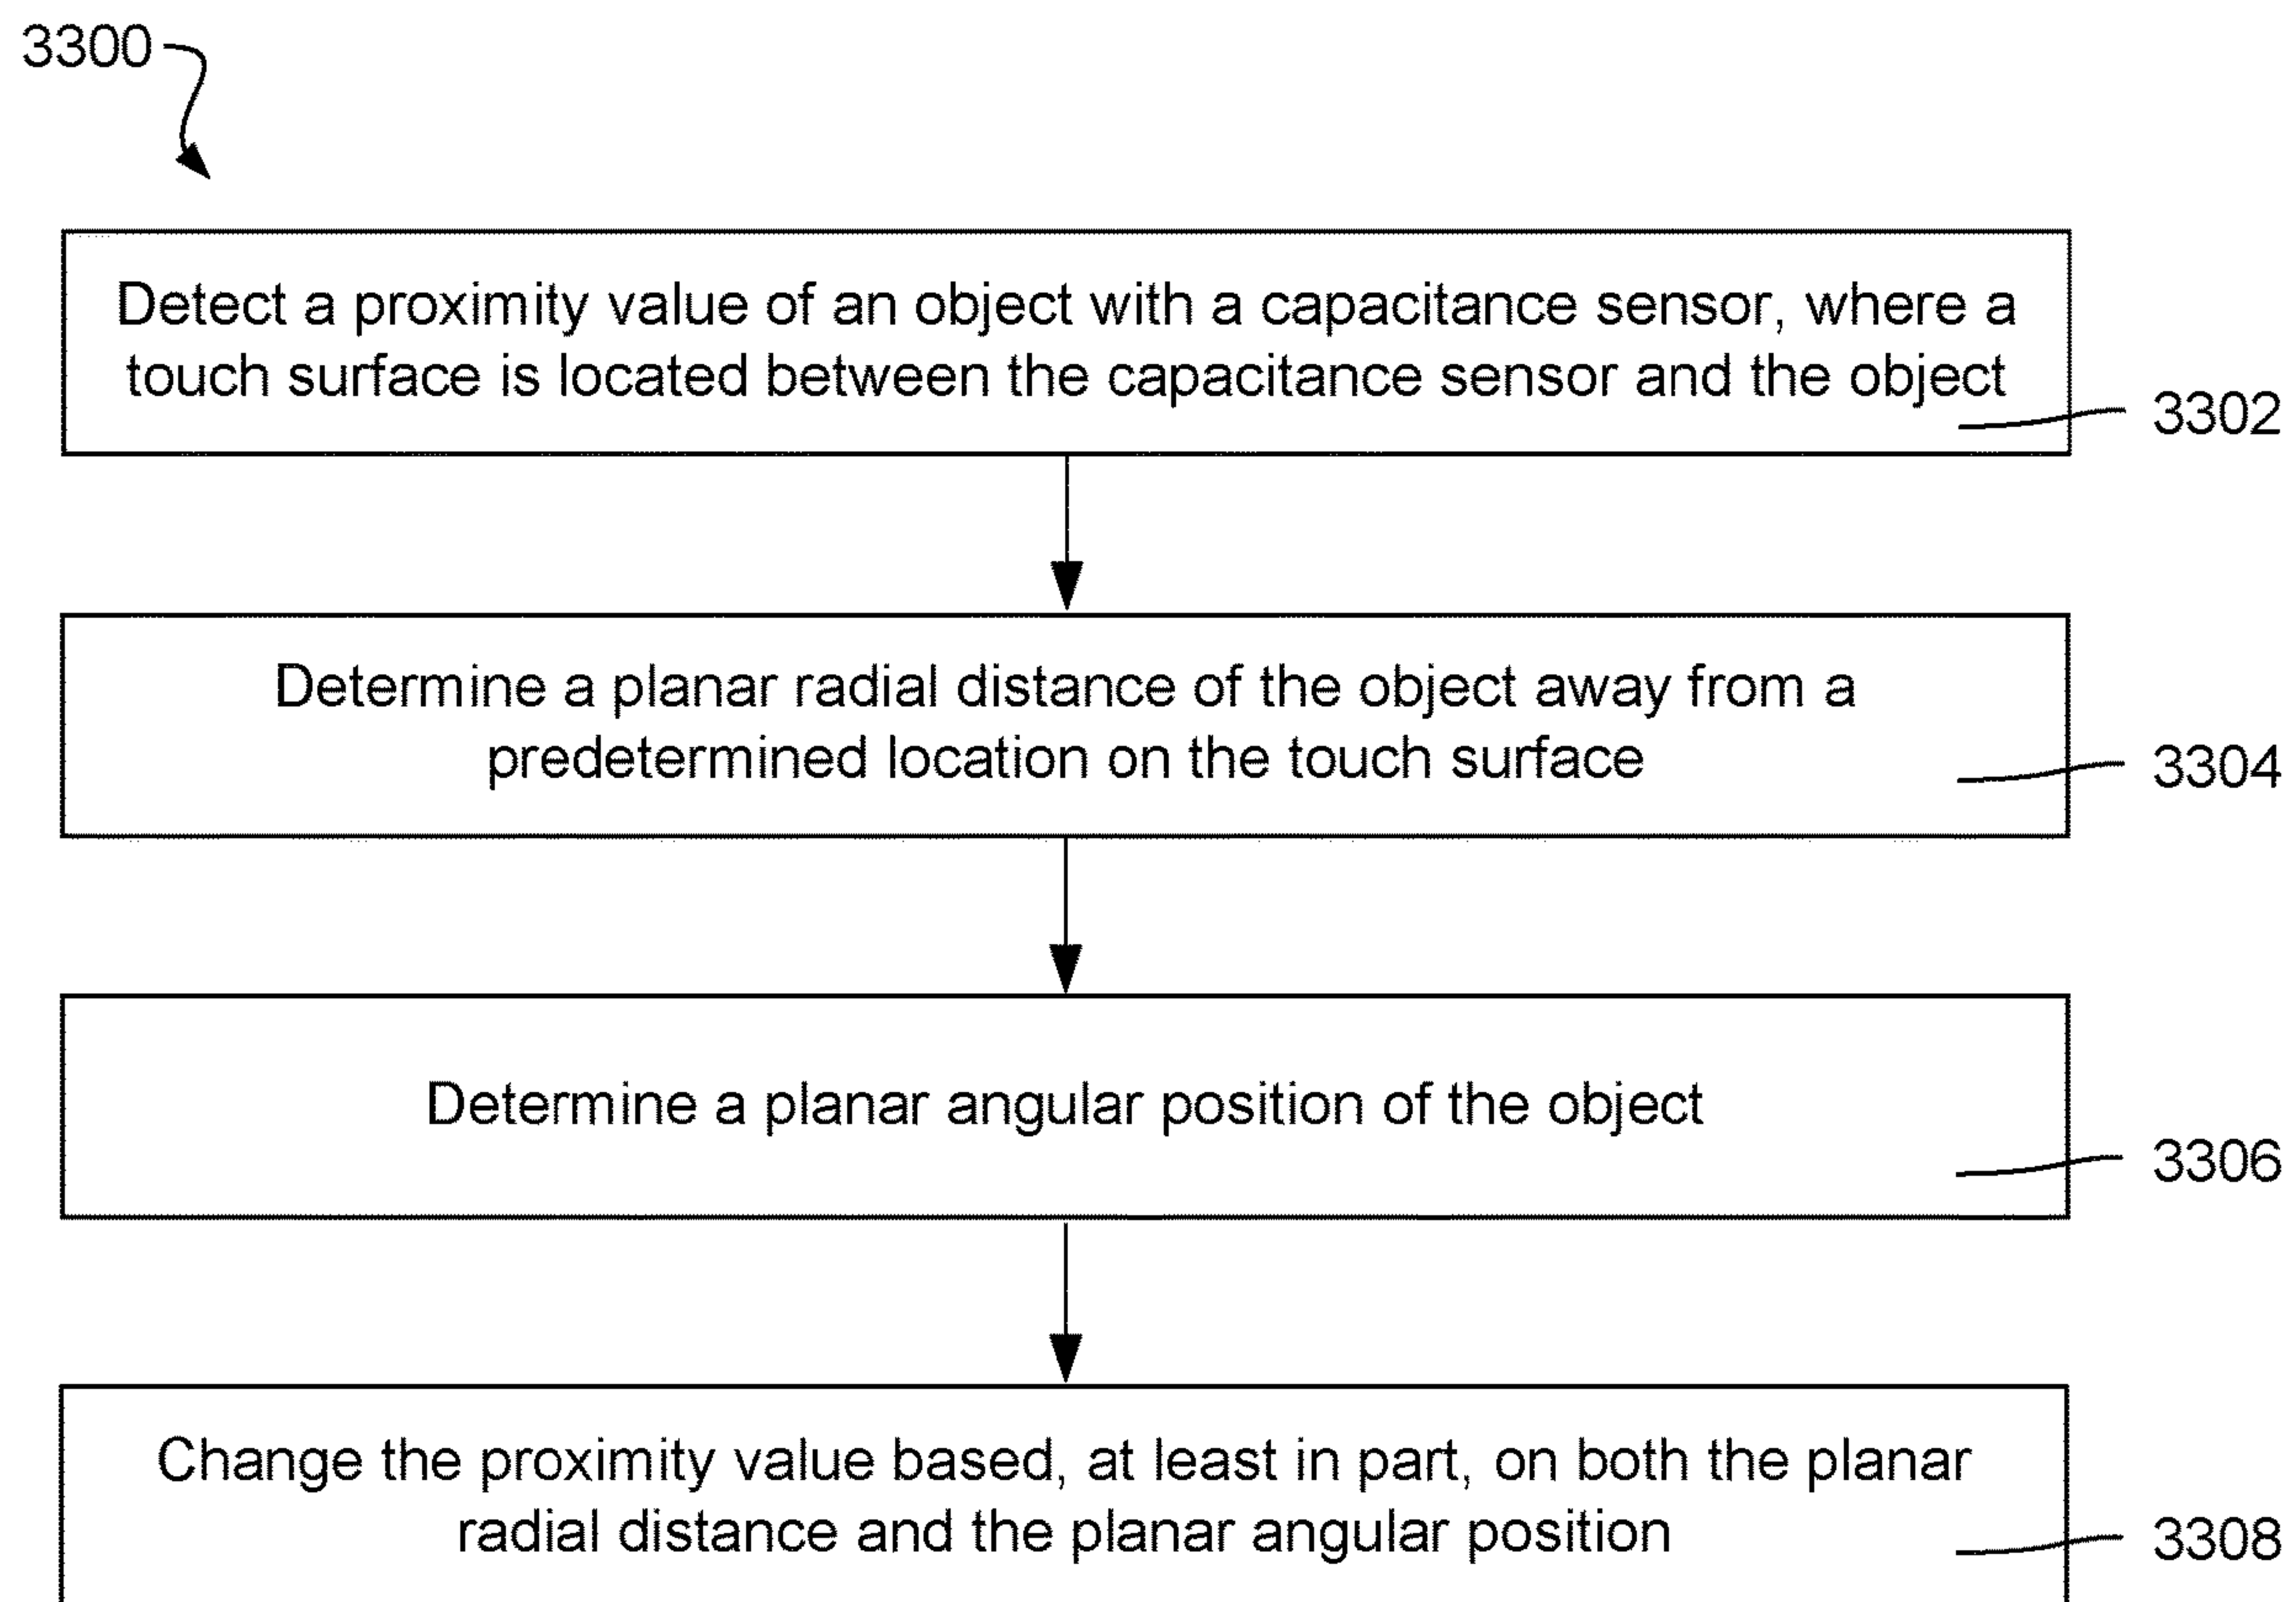 3300
Detect a proximity value of an object with a capacitance sensor, where a
touch surface is located between the capacitance sensor and the object
3302
Determine a planar radial distance of the object away from a
predetermined location on the touch surface
3304
Determine a planar angular position of the object
3306
Change the proximity value based, at least in part, on both the planar
radial distance and the planar angular position
3308